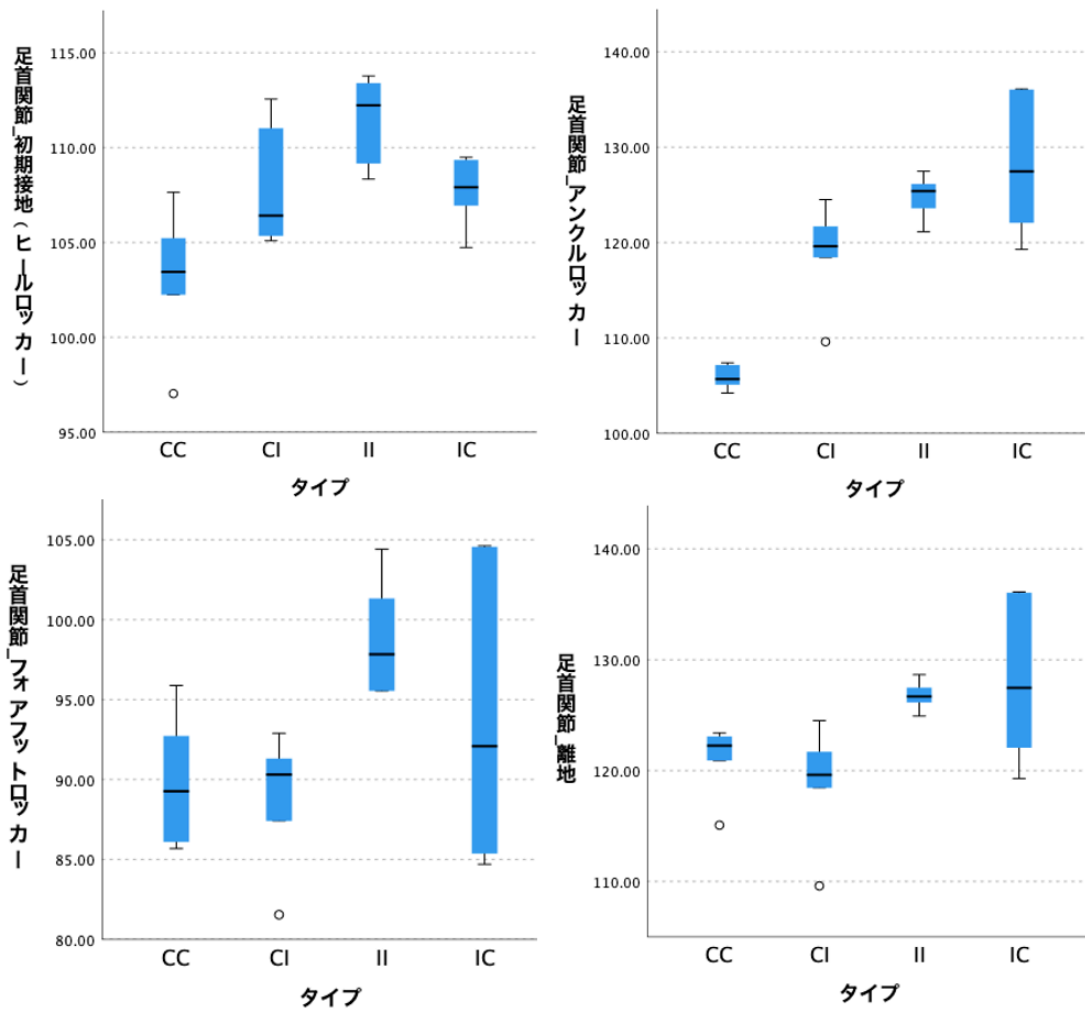 足首関節_初期接地(ヒールロッカー)
115.00
110.00
105.00
100.00
95.00
CC CI II IC
タイプ
足首関節_アンクルロッカー
140.00
130.00
120.00
110.00
100.00
CC CI II IC
タイプ
足首関節_フォアフットロッカー
105.00
100.00
95.00
90.00
85.00
80.00
CC CI II IC
タイプ
足首関節_離地
140.00
130.00
120.00
110.00
CC CI II IC
タイプ